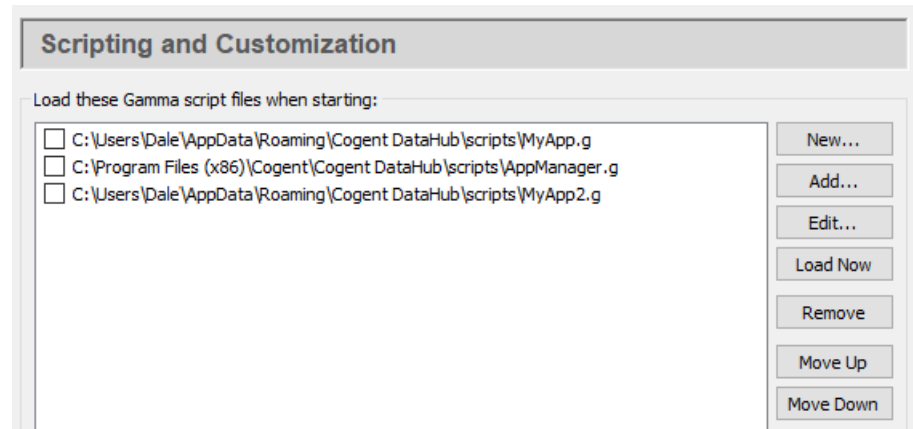 Scripting and Customization
Load these Gamma script files when starting:
C:\Users\Dale\AppData\Roaming\Cogent DataHub\scripts\MyApp.g
C:\Program Files (x86)\Cogent\Cogent DataHub\scripts\AppManager.g
C:\Users\Dale\AppData\Roaming\Cogent DataHub\scripts\MyApp2.g
New...
Add...
Edit...
Load Now
Remove
Move Up
Move Down